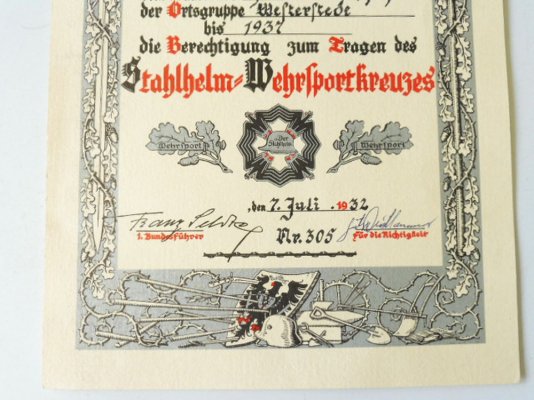 der Ortsgruppe Westerstede
bis 1937
die Berechtigung zum Tragen des
Stahlhelm=Wehrsportkreuzes
Der Stahlhelm
Wehrsport
Wehrsport
den 7. Juli 1932
Franz Seldte
1. Bundesführer
Nr. 305
Für die Richtigkeit